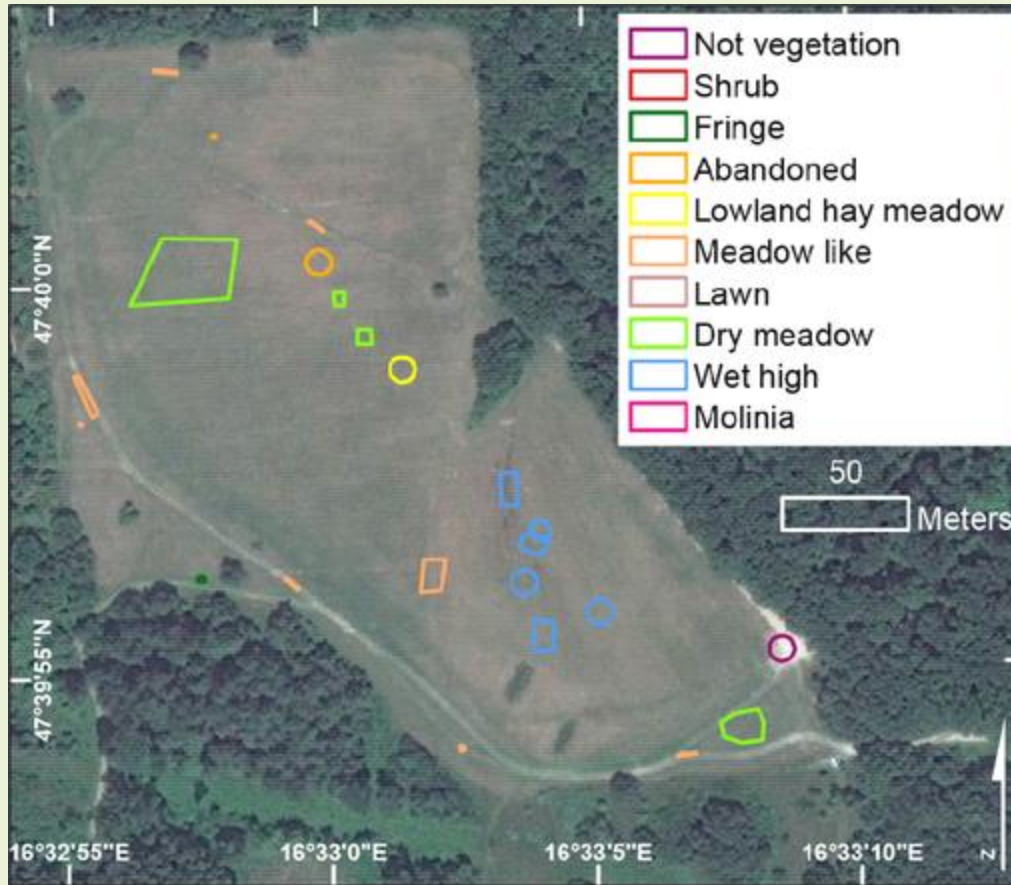 Not vegetation
Shrub
Fringe
Abandoned
Lowland hay meadow
Meadow like
Lawn
Dry meadow
Wet high
Molinia
50
Meters
47°40'0"N
47°39'55"N
16°32'55"E
16°33'0"E
16°33'5"E
16°33'10"E
N